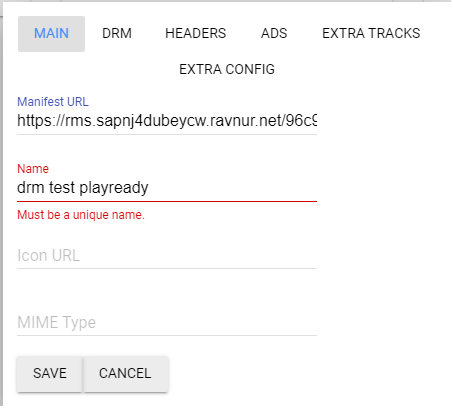 MAIN DRM HEADERS ADS EXTRA TRACKS
EXTRA CONFIG
Manifest URL
https://rms.sapnj4dubeycw.ravnur.net/96c9
Name
drm test playready
Must be a unique name.
Icon URL
MIME Type
SAVE CANCEL